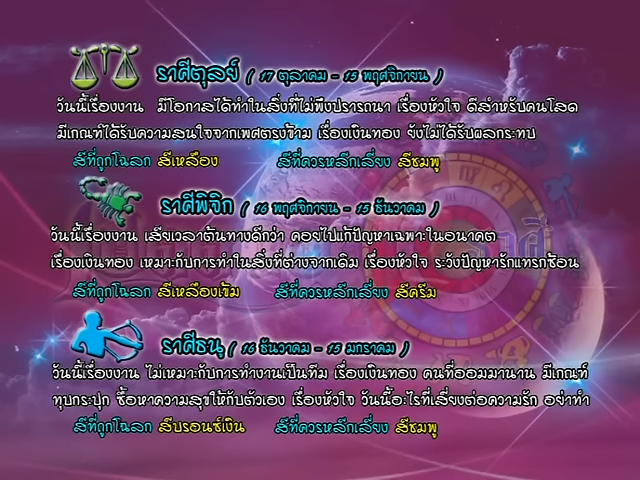 ราศีตุลย์ ( 17 ตุลาคม - 15 พฤศจิกายน )
วันนี้เรื่องงาน มีโอกาสได้ทำในสิ่งที่ไม่พึงปรารถนา เรื่องหัวใจ ดีสำหรับคนโสด
มีเกณฑ์ได้รับความสนใจจากเพศตรงข้าม เรื่องเงินทอง ยังไม่ได้รับผลกระทบ
สีที่ถูกโฉลก สีเหลือง สีที่ควรหลีกเลี่ยง สีชมพู
ราศีพิจิก ( 16 พฤศจิกายน - 15 ธันวาคม )
วันนี้เรื่องงาน เสียเวลาต้นทางดีกว่า คอยไปแก้ปัญหาเฉพาะในอนาคต
เรื่องเงินทอง เหมาะกับการทำในสิ่งที่ต่างจากเดิม เรื่องหัวใจ ระวังปัญหารักแทรกซ้อน
สีที่ถูกโฉลก สีเหลืองเข้ม สีที่ควรหลีกเลี่ยง สีครีม
ราศีธนู ( 16 ธันวาคม - 15 มกราคม )
วันนี้เรื่องงาน ไม่เหมาะกับการทำงานเป็นทีม เรื่องเงินทอง คนที่ออมมานาน มีเกณฑ์
ทุบกระปุก ซื้อหาความสุขให้กับตัวเอง เรื่องหัวใจ วันนี้อะไรที่เสี่ยงต่อความรัก อย่าทำ
สีที่ถูกโฉลก สีบรอนซ์เงิน สีที่ควรหลีกเลี่ยง สีชมพู